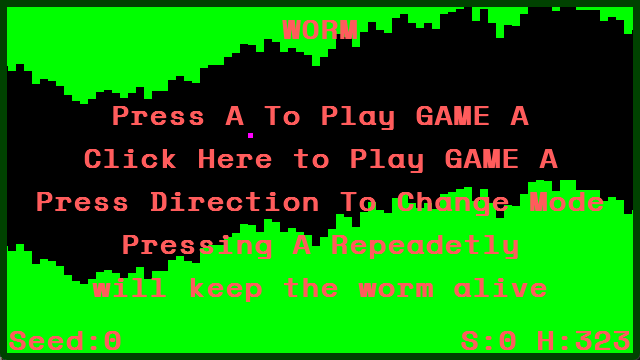 WORM
Press A To Play GAME A
Click Here to Play GAME A
Press Direction To Change Mode
Pressing A Repeadetly
will keep the worm alive
Seed:0 S:0 H:323